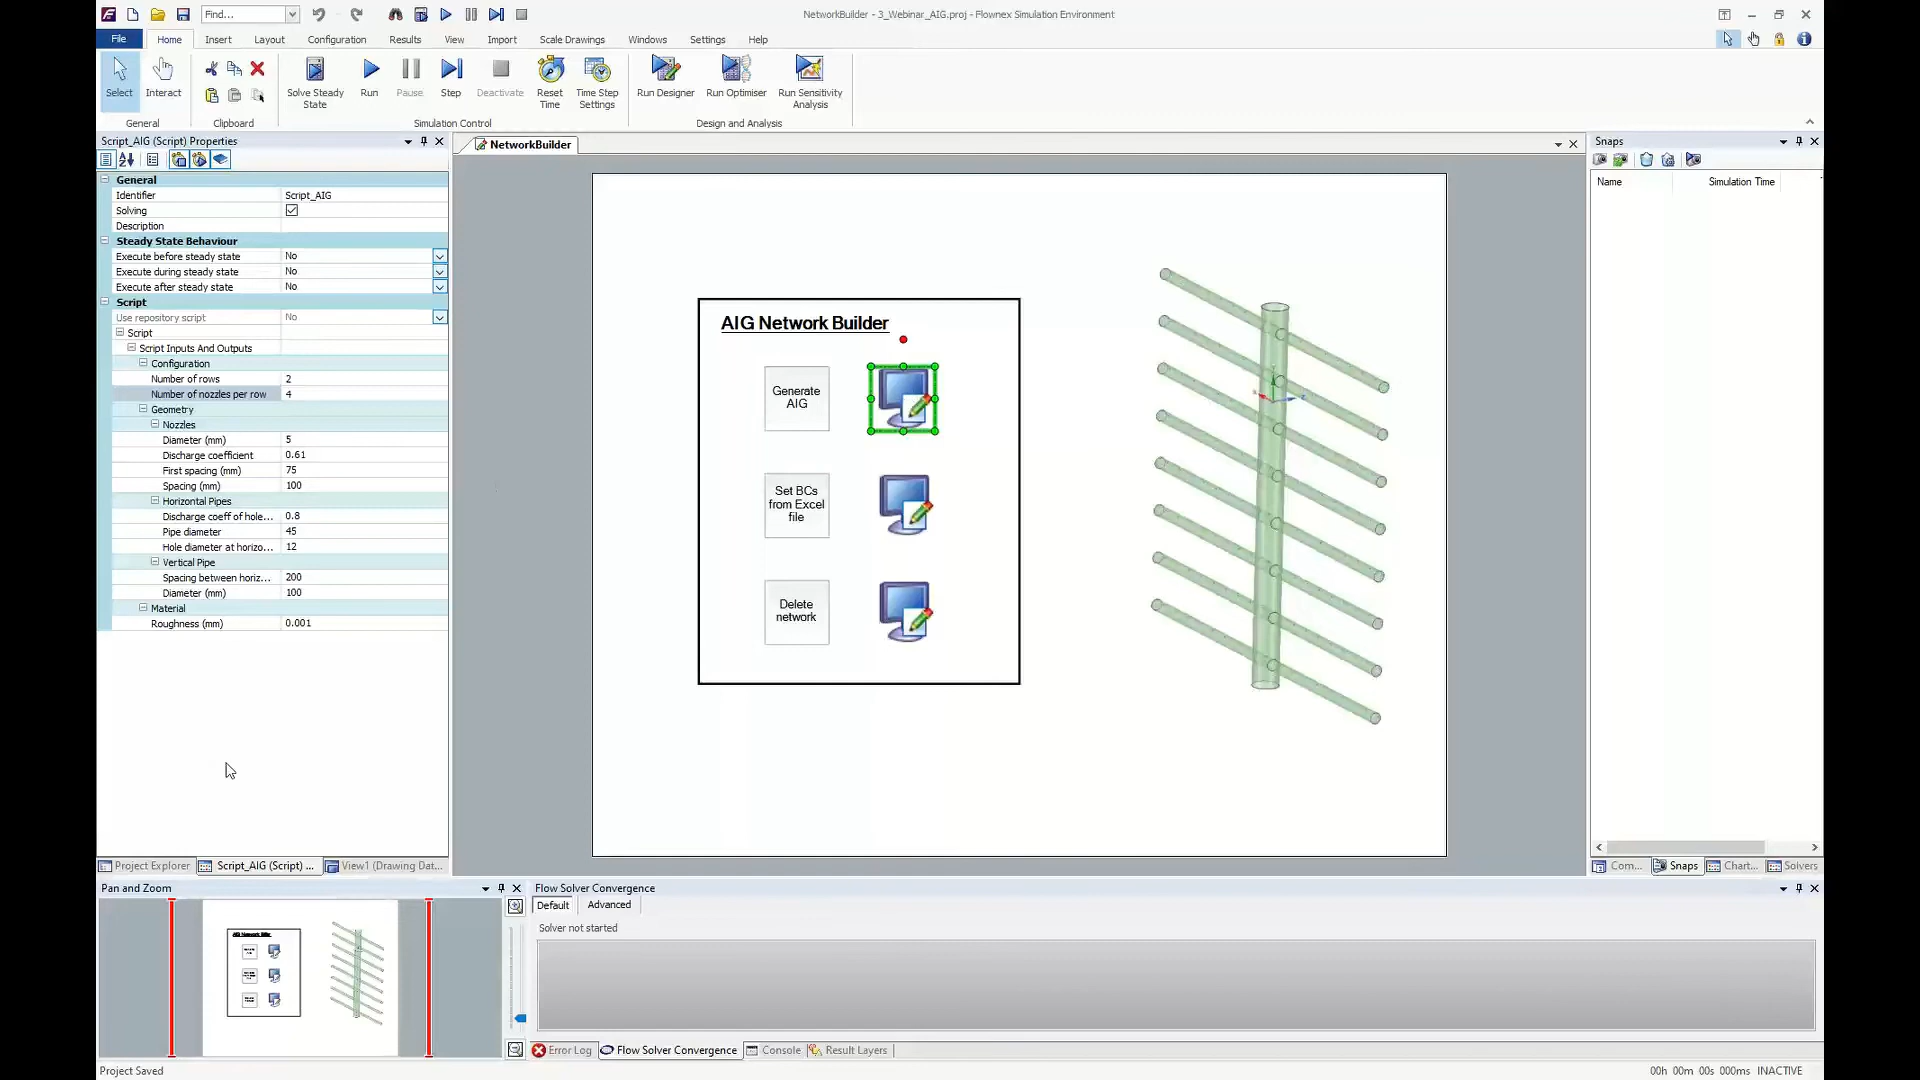 Find...
NetworkBuilder - 3_Webinar_AIG.proj - Flownex Simulation Environment
File
Home
Insert
Layout
Configuration
Results
View
Import
Scale Drawings
Windows
Settings
Help
Select
Interact
Solve Steady State
Run
Pause
Step
Deactivate
Reset Time
Time Step Settings
Run Designer
Run Optimiser
Run Sensitivity Analysis
General
Clipboard
Simulation Control
Design and Analysis
Script_AIG (Script) Properties
General
Identifier Script_AIG
Solving
Description
Steady State Behaviour
Execute before steady state No
Execute during steady state No
Execute after steady state No
Script
Use repository script No
Script
Script Inputs And Outputs
Configuration
Number of rows 2
Number of nozzles per row 4
Geometry
Nozzles
Diameter (mm) 5
Discharge coefficient 0.61
First spacing (mm) 75
Spacing (mm) 100
Horizontal Pipes
Discharge coeff of hole... 0.8
Pipe diameter 45
Hole diameter at horizo... 12
Vertical Pipe
Spacing between horiz... 200
Diameter (mm) 100
Material
Roughness (mm) 0.001
Project Explorer
Script_AIG (Script) ...
View1 (Drawing Dat...
NetworkBuilder
AIG Network Builder
Generate
AIG
Set BCs
from Excel
file
Delete
network
Snaps
Name Simulation Time
Com...
Snaps
Chart...
Solvers
Pan and Zoom
AIG Network Builder
Flow Solver Convergence
Default
Advanced
Solver not started
Error Log
Flow Solver Convergence
Console
Result Layers
Project Saved
00h 00m 00s 000ms INACTIVE